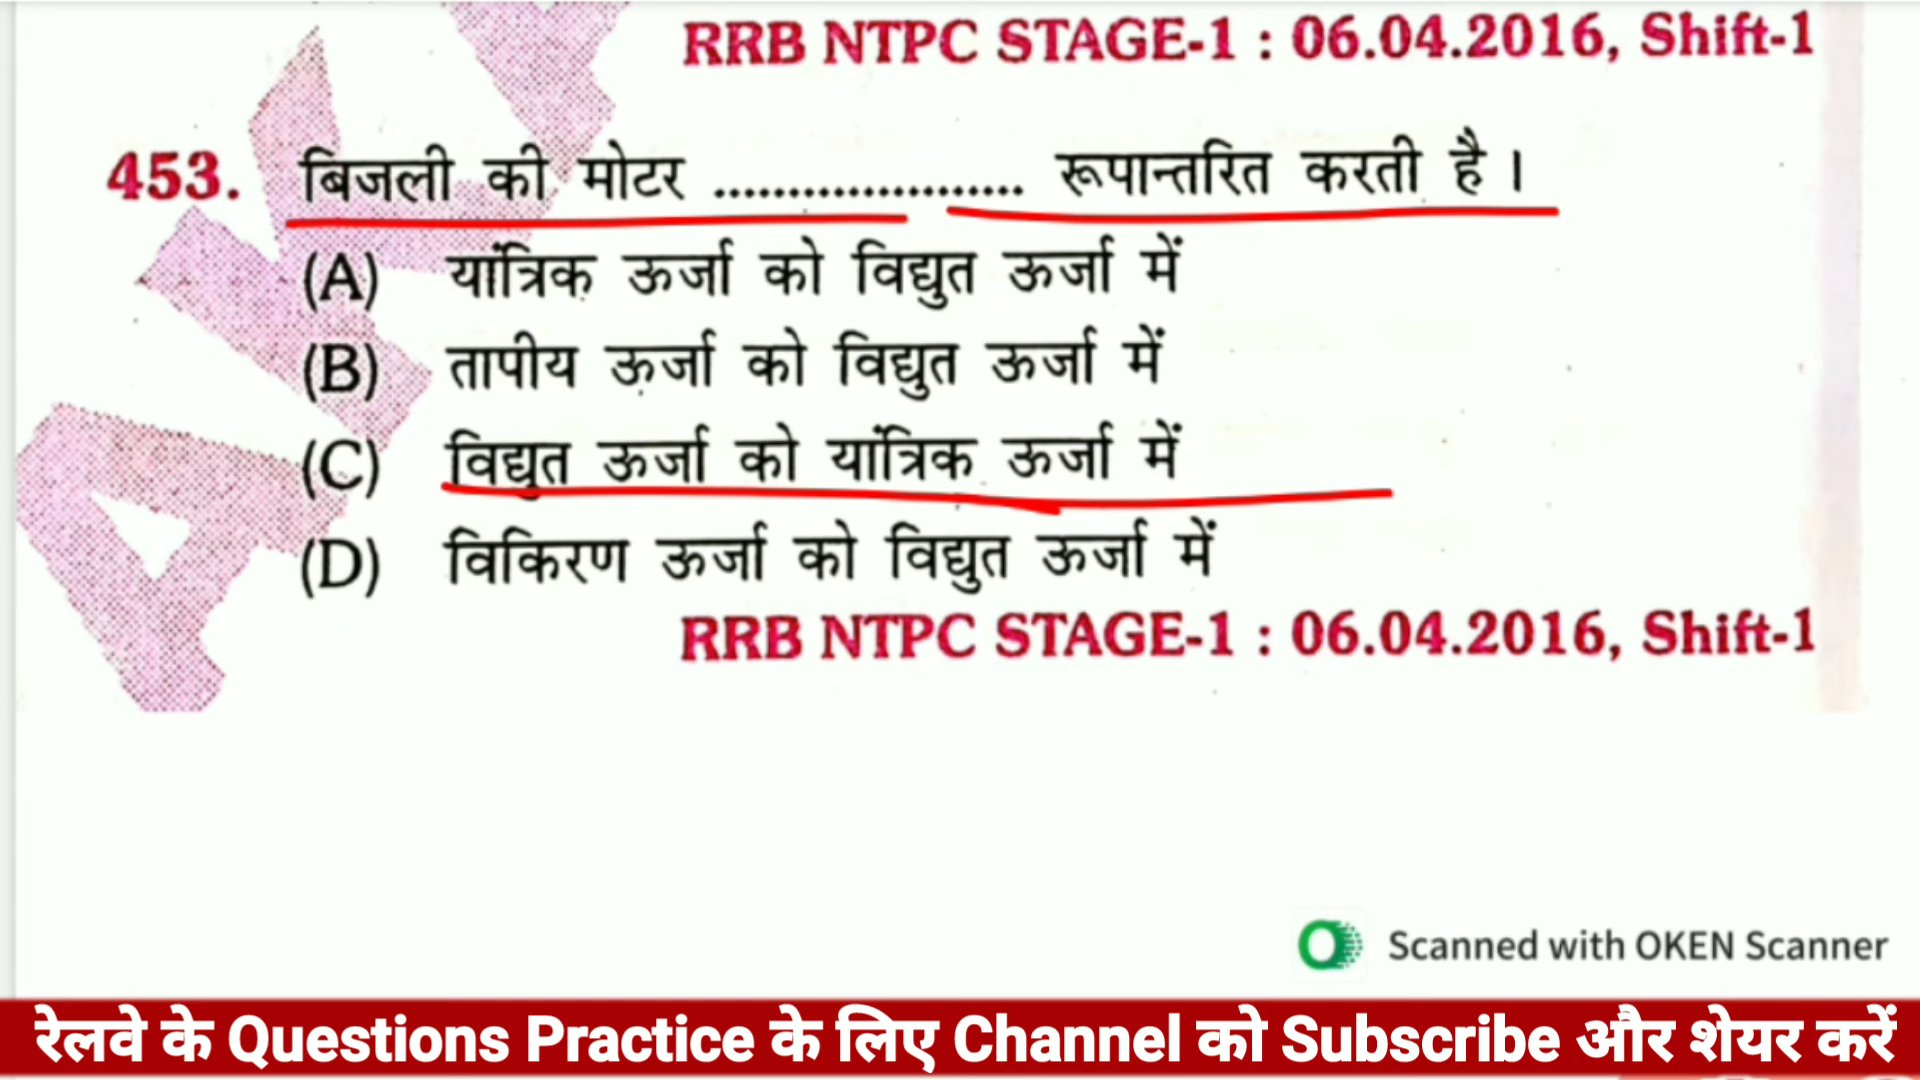 RRB NTPC STAGE-1 : 06.04.2016, Shift-1
453. बिजली की मोटर ..................... रूपान्तरित करती है ।
(A) यांत्रिक ऊर्जा को विद्युत ऊर्जा में
(B) तापीय ऊर्जा को विद्युत ऊर्जा में
(C) विद्युत ऊर्जा को यांत्रिक ऊर्जा में
(D) विकिरण ऊर्जा को विद्युत ऊर्जा में
RRB NTPC STAGE-1 : 06.04.2016, Shift-1
Scanned with OKEN Scanner
रेलवे के Questions Practice के लिए Channel को Subscribe और शेयर करें